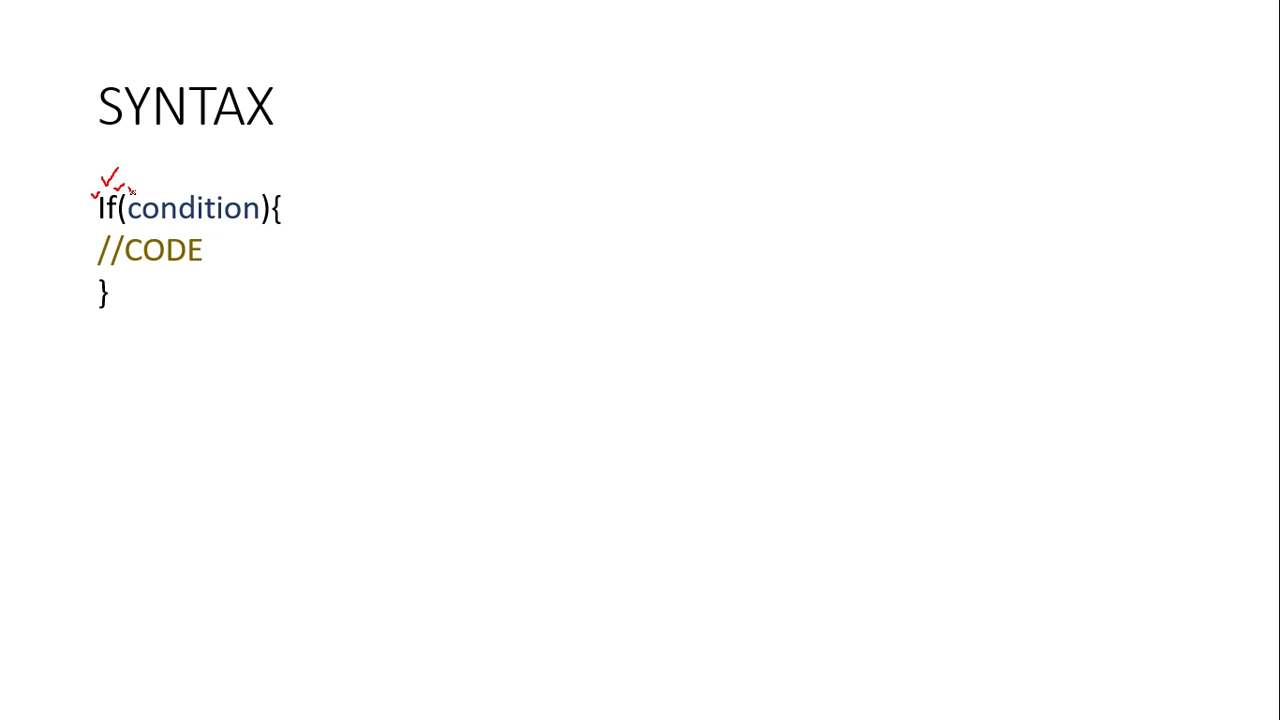 SYNTAX
If(condition){
//CODE
}